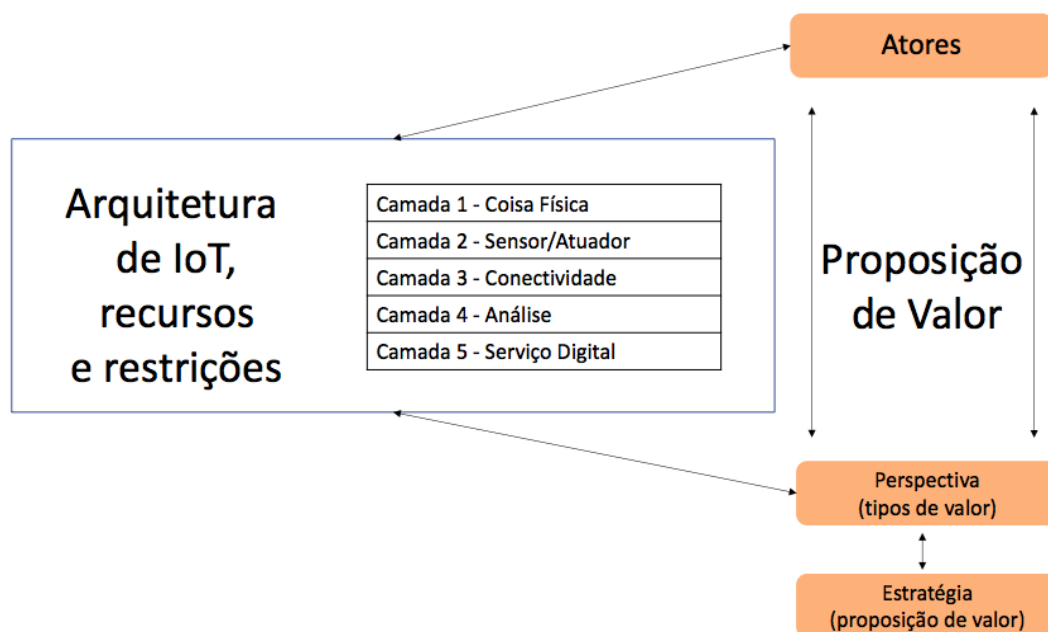 Atores
Arquitetura
de IoT,
recursos
e restrições
Camada 1 - Coisa Física
Camada 2 - Sensor/Atuador
Camada 3 - Conectividade
Camada 4 - Análise
Camada 5 - Serviço Digital
Proposição
de Valor
Perspectiva
(tipos de valor)
Estratégia
(proposição de valor)